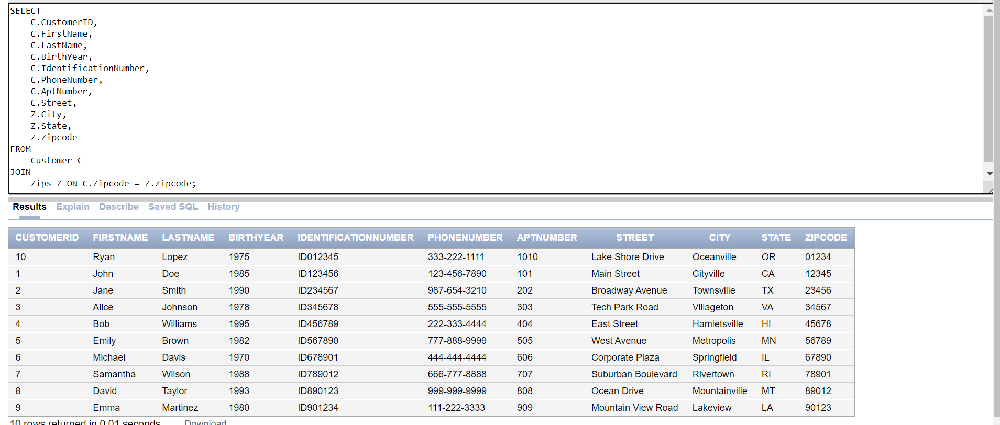 SELECT
C.CustomerID,
C.FirstName,
C.LastName,
C.BirthYear,
C.IdentificationNumber,
C.PhoneNumber,
C.AptNumber,
C.Street,
Z.City,
Z.State,
Z.Zipcode
FROM
Customer C
JOIN
Zips Z ON C.Zipcode = Z.Zipcode;
Results Explain Describe Saved SQL History
CUSTOMERID FIRSTNAME LASTNAME BIRTHYEAR IDENTIFICATIONNUMBER PHONENUMBER APTNUMBER STREET CITY STATE ZIPCODE
10 Ryan Lopez 1975 ID012345 333-222-1111 1010 Lake Shore Drive Oceanville OR 01234
1 John Doe 1985 ID123456 123-456-7890 101 Main Street Cityville CA 12345
2 Jane Smith 1990 ID234567 987-654-3210 202 Broadway Avenue Townsville TX 23456
3 Alice Johnson 1978 ID345678 555-555-5555 303 Tech Park Road Villageton VA 34567
4 Bob Williams 1995 ID456789 222-333-4444 404 East Street Hamletsville HI 45678
5 Emily Brown 1982 ID567890 777-888-9999 505 West Avenue Metropolis MN 56789
6 Michael Davis 1970 ID678901 444-444-4444 606 Corporate Plaza Springfield IL 67890
7 Samantha Wilson 1988 ID789012 666-777-8888 707 Suburban Boulevard Rivertown RI 78901
8 David Taylor 1993 ID890123 999-999-9999 808 Ocean Drive Mountainville MT 89012
9 Emma Martinez 1980 ID901234 111-222-3333 909 Mountain View Road Lakeview LA 90123
10 rows returned in 0.01 seconds Download